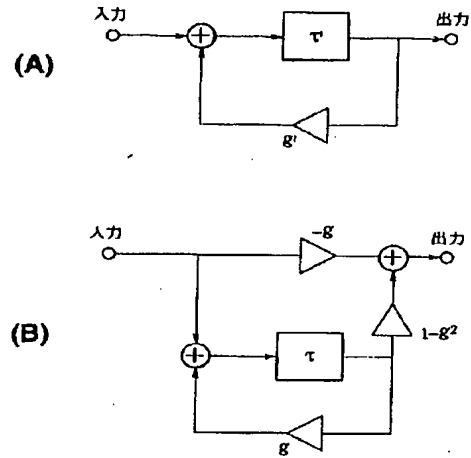 (A)
入力
+
τ'
出力
g'
(B)
入力
-g
+
出力
+
τ
1-g²
g